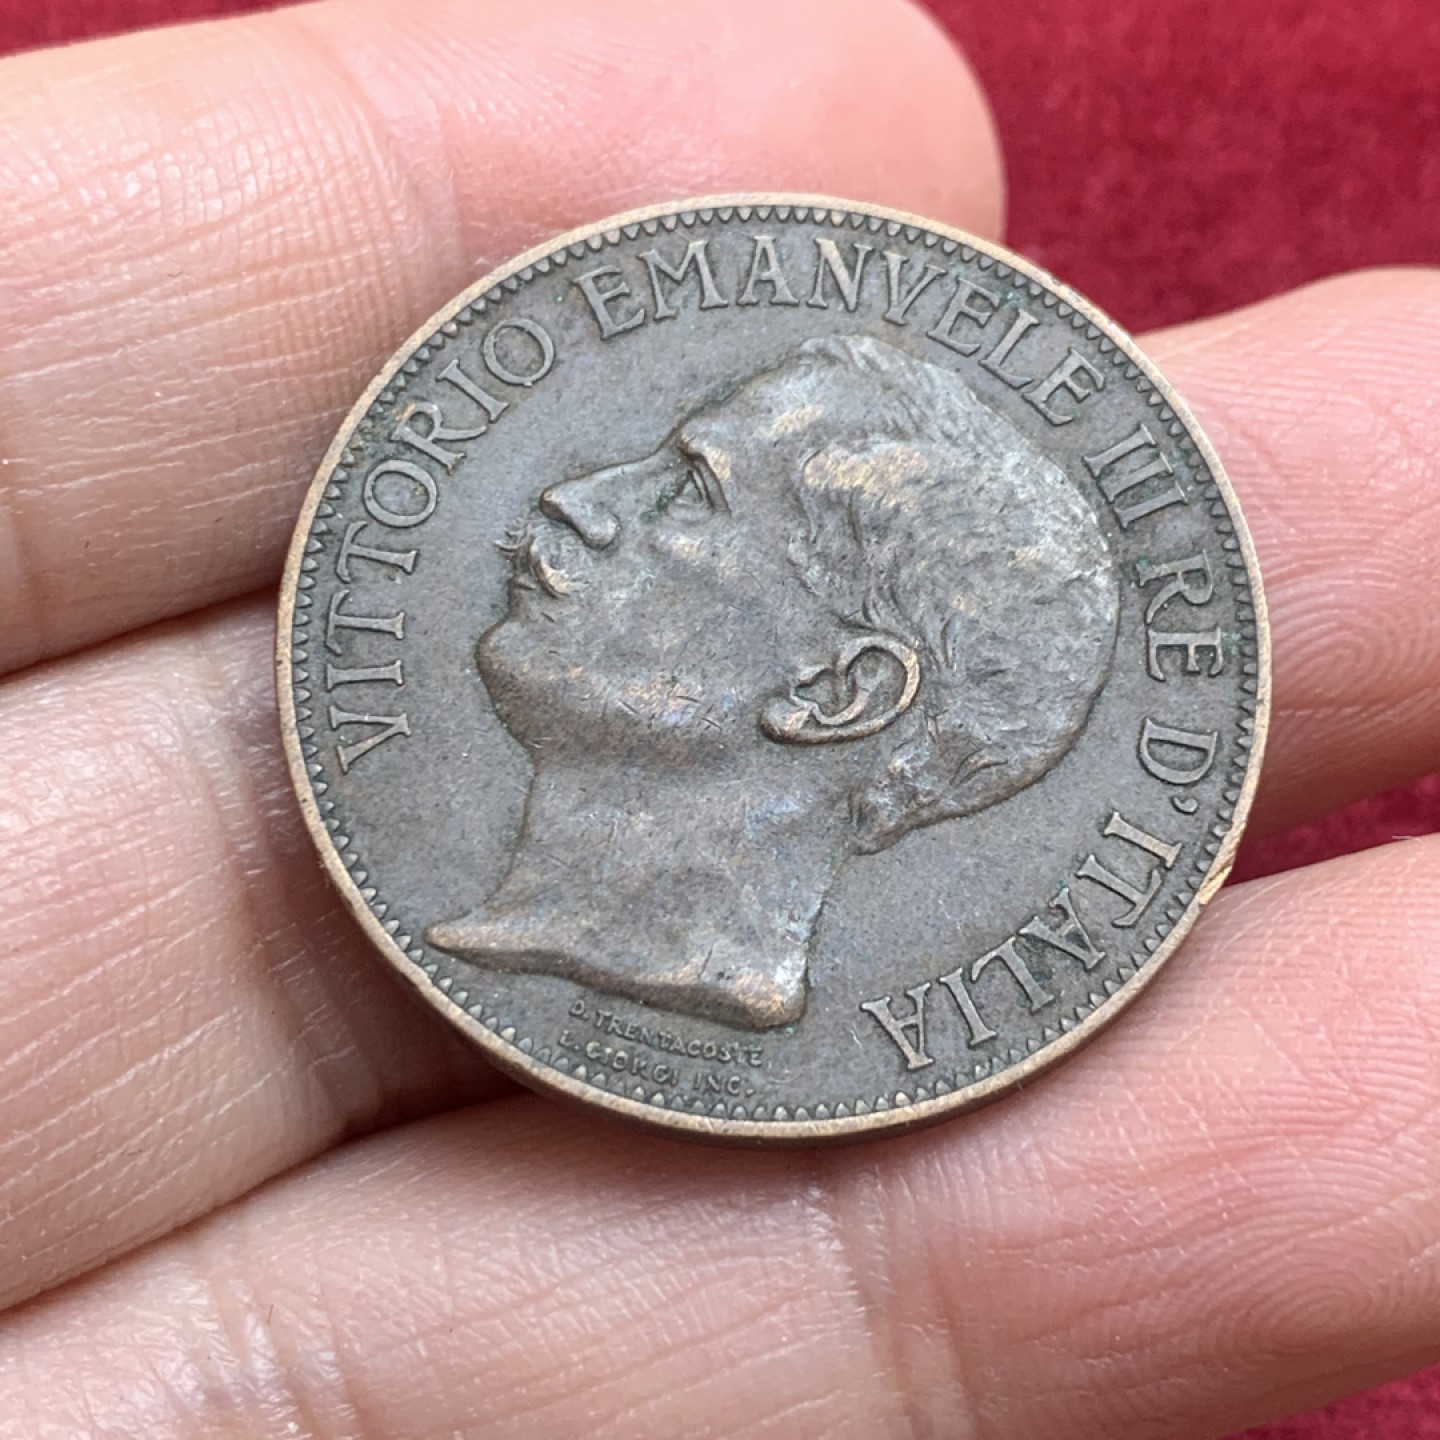 VITTORIO EMANVELE III RE D'ITALIA
D. TRENTACOSTE
L. GIORGI INC.